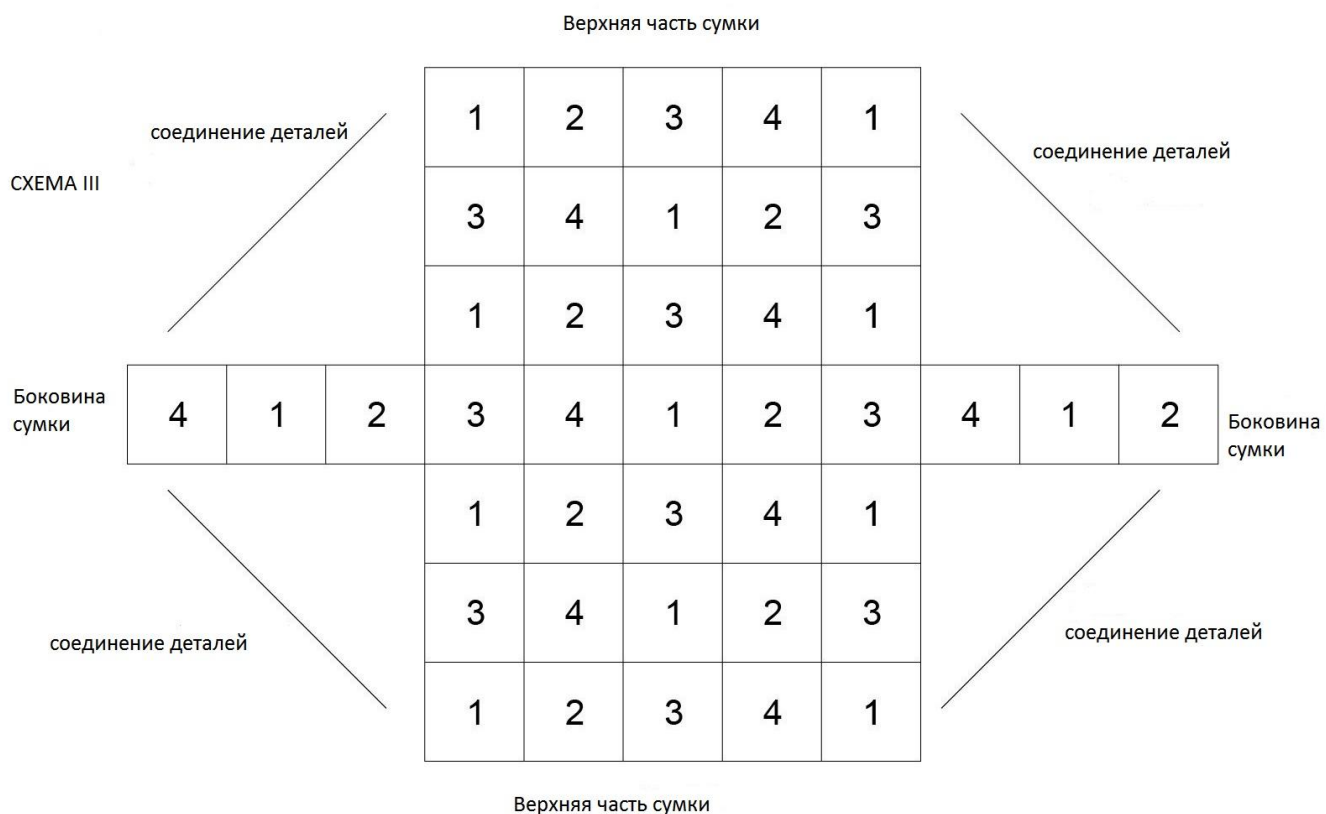 Верхняя часть сумки
1 2 3 4 1
соединение деталей
соединение деталей
СХЕМА III
3 4 1 2 3
1 2 3 4 1
Боковина
сумки
4 1 2 3 4 1 2 3 4 1 2
Боковина
сумки
1 2 3 4 1
3 4 1 2 3
соединение деталей
соединение деталей
1 2 3 4 1
Верхняя часть сумки